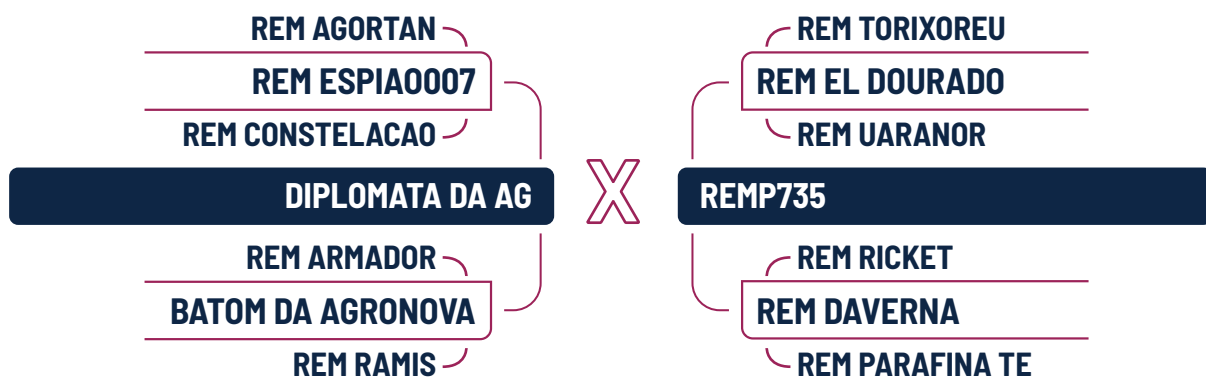 REM AGORTAN
REM ESPIAO007
REM CONSTELACAO
DIPLOMATA DA AG
REM ARMADOR
BATOM DA AGRONOVA
REM RAMIS
X
REM TORIXOREU
REM EL DOURADO
REM UARANOR
REMP735
REM RICKET
REM DAVERNA
REM PARAFINA TE